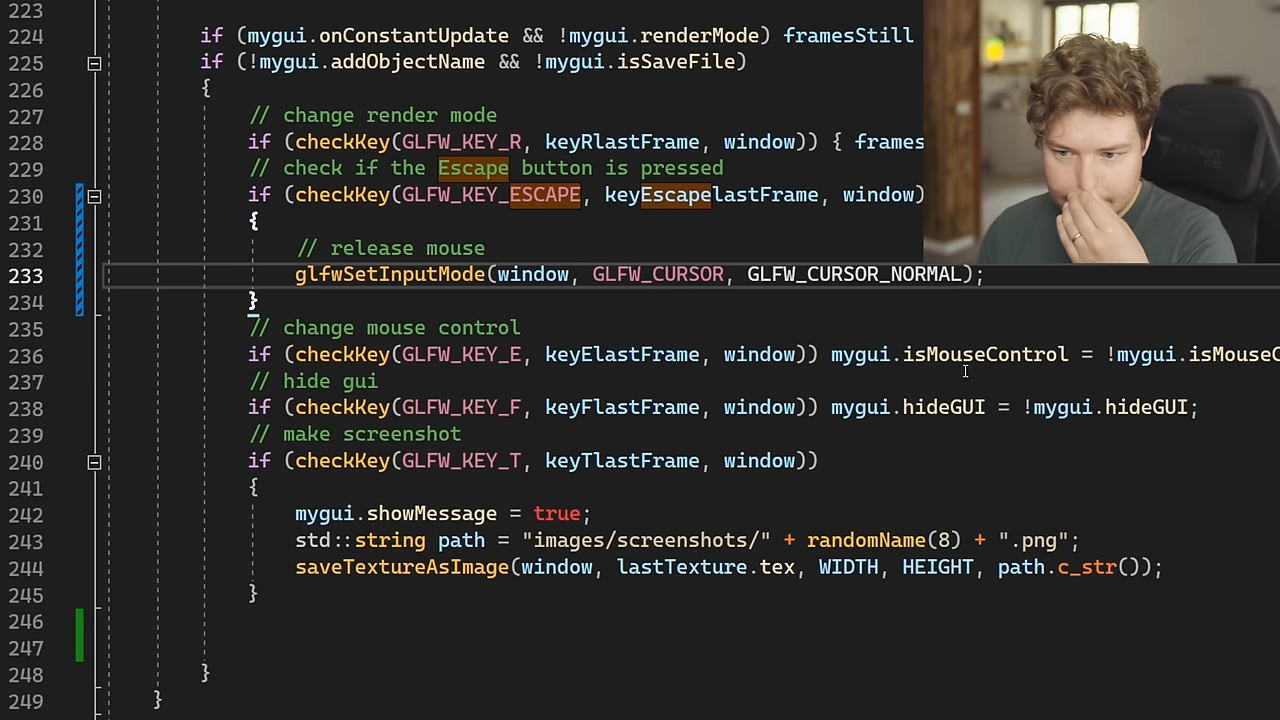 223
224 if (mygui.onConstantUpdate && !mygui.renderMode) framesStill
225 if (!mygui.addObjectName && !mygui.isSaveFile)
226 {
227 // change render mode
228 if (checkKey(GLFW_KEY_R, keyRlastFrame, window)) { frames
229 // check if the Escape button is pressed
230 if (checkKey(GLFW_KEY_ESCAPE, keyEscapelastFrame, window)
231 {
232 // release mouse
233 glfwSetInputMode(window, GLFW_CURSOR, GLFW_CURSOR_NORMAL);
234 }
235 // change mouse control
236 if (checkKey(GLFW_KEY_E, keyElastFrame, window)) mygui.isMouseControl = !mygui.isMouseC
237 // hide gui
238 if (checkKey(GLFW_KEY_F, keyFlastFrame, window)) mygui.hideGUI = !mygui.hideGUI;
239 // make screenshot
240 if (checkKey(GLFW_KEY_T, keyTlastFrame, window))
241 {
242 mygui.showMessage = true;
243 std::string path = "images/screenshots/" + randomName(8) + ".png";
244 saveTextureAsImage(window, lastTexture.tex, WIDTH, HEIGHT, path.c_str());
245 }
246
247
248 }
249 }